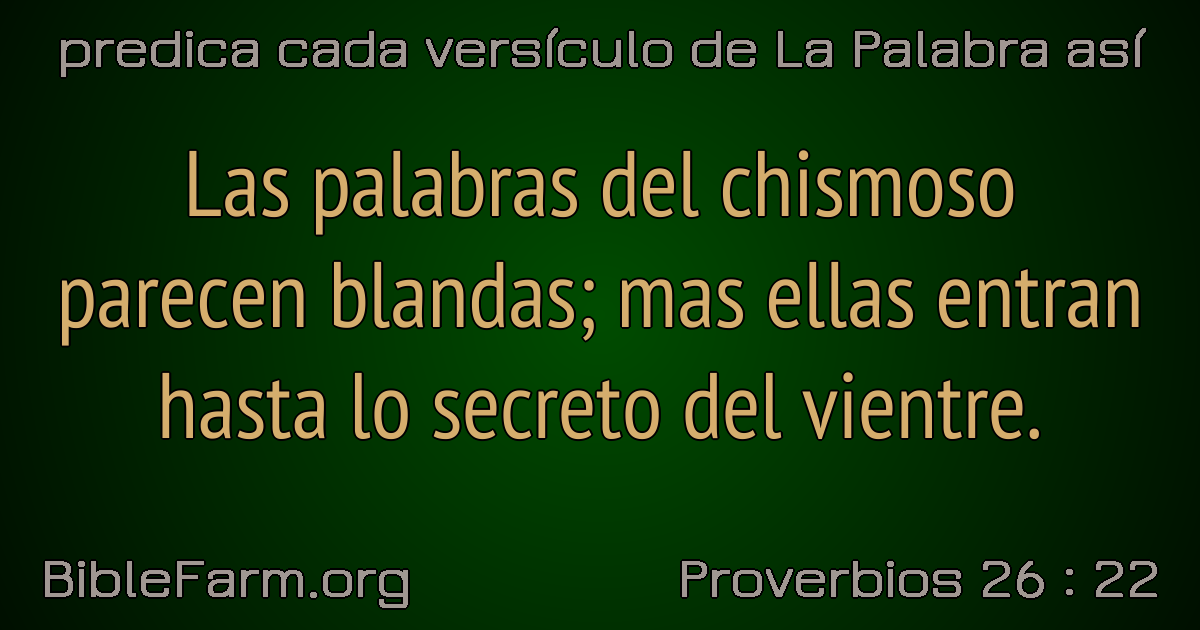 predica cada versículo de La Palabra así
Las palabras del chismoso
parecen blandas; mas ellas entran
hasta lo secreto del vientre.
BibleFarm.org
Proverbios 26 : 22